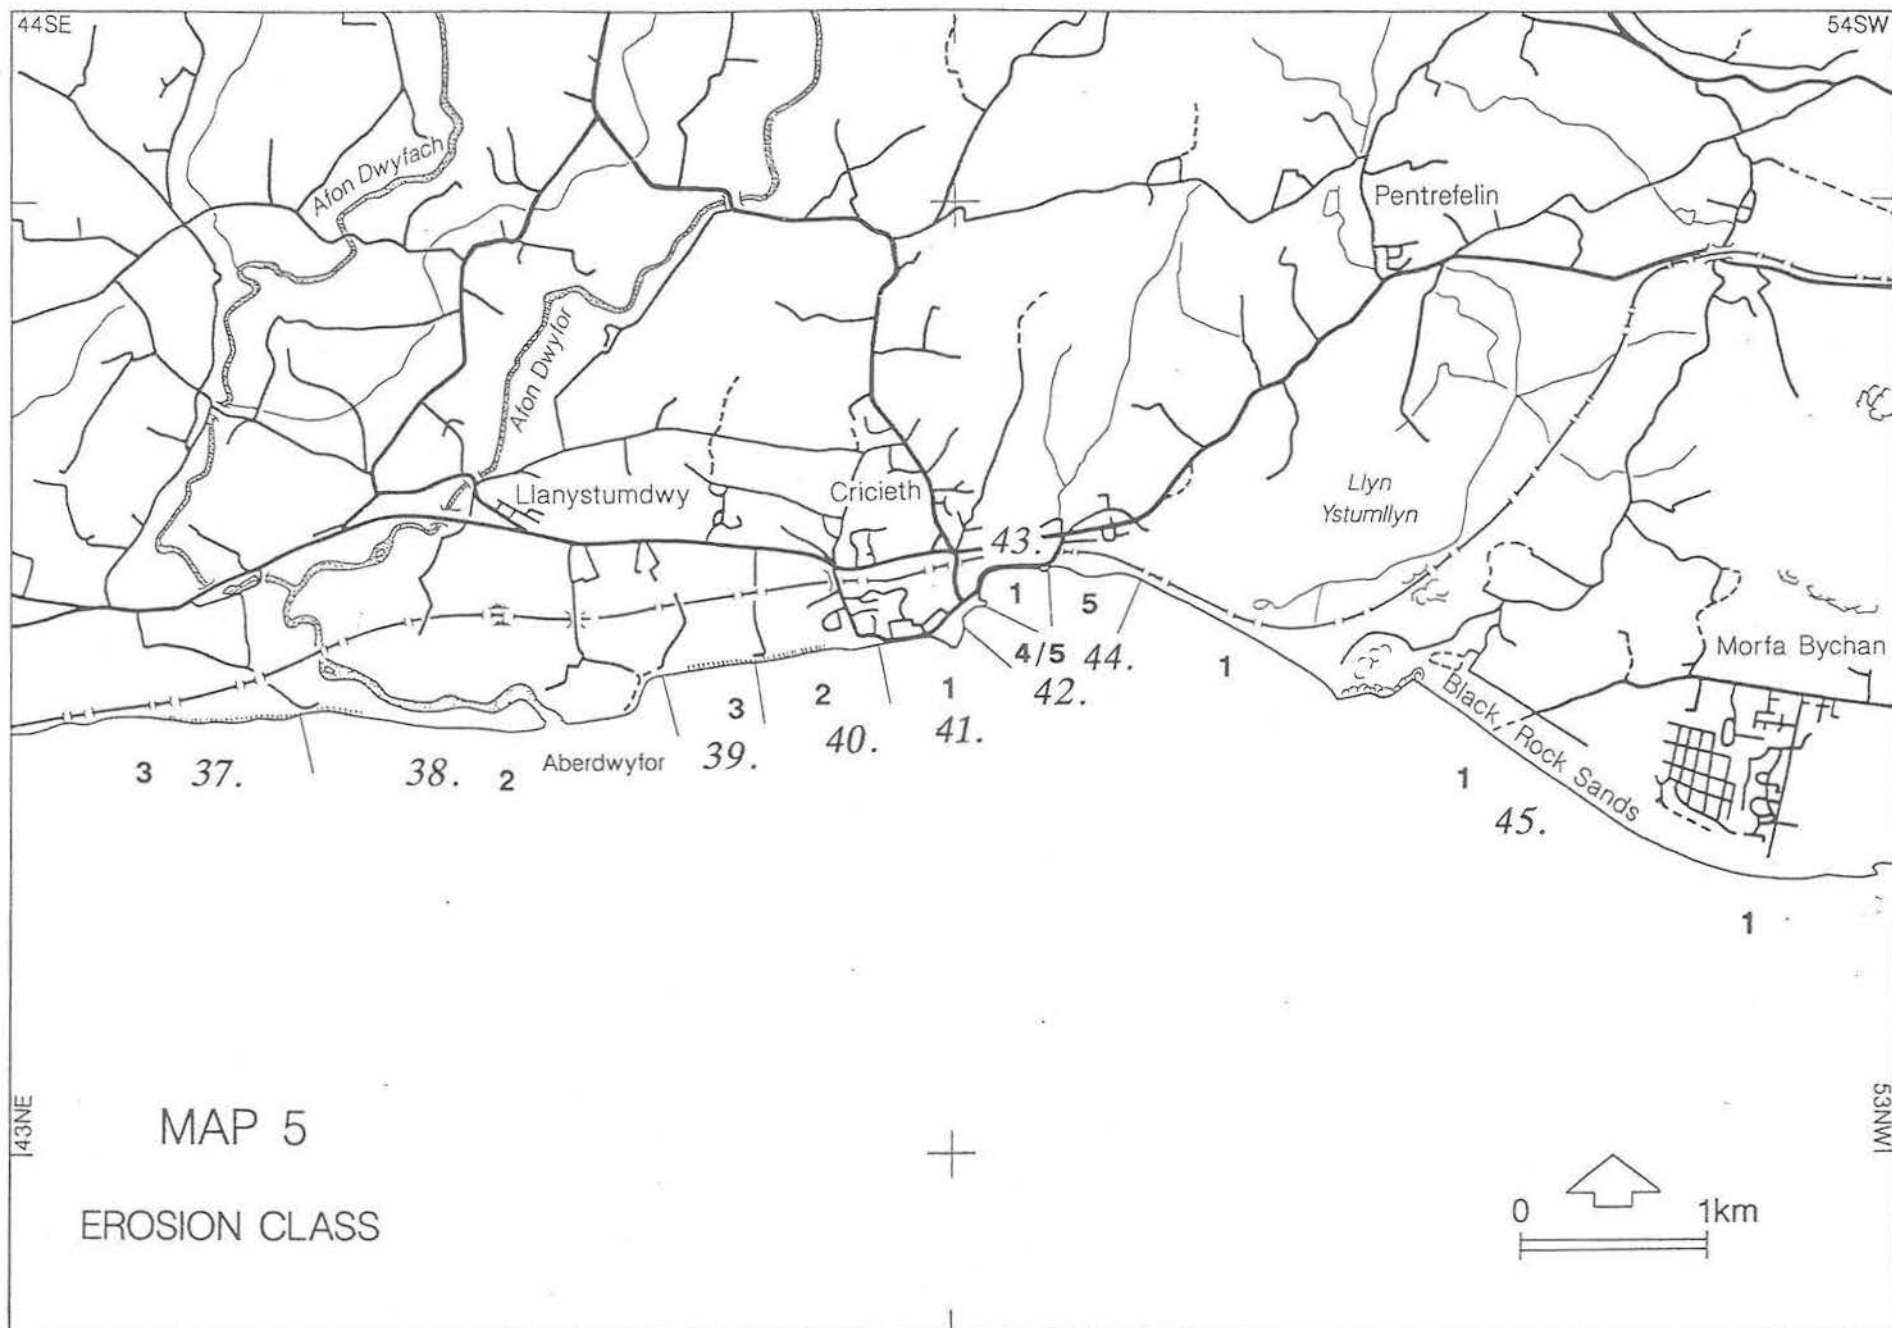 44SE
54SW
Afon Dwyfach
Pentrefelin
Afon Dwyfor
Llanystumdwy
Cricieth
Llyn
Ystumllyn
43.
1
5
4/5
44.
42.
1
Morfa Bychan
Black Rock Sands
3
37.
38.
2
Aberdwyfor
3
39.
2
40.
1
41.
1
45.
1
43NE
53NW
MAP 5
EROSION CLASS
0
1km